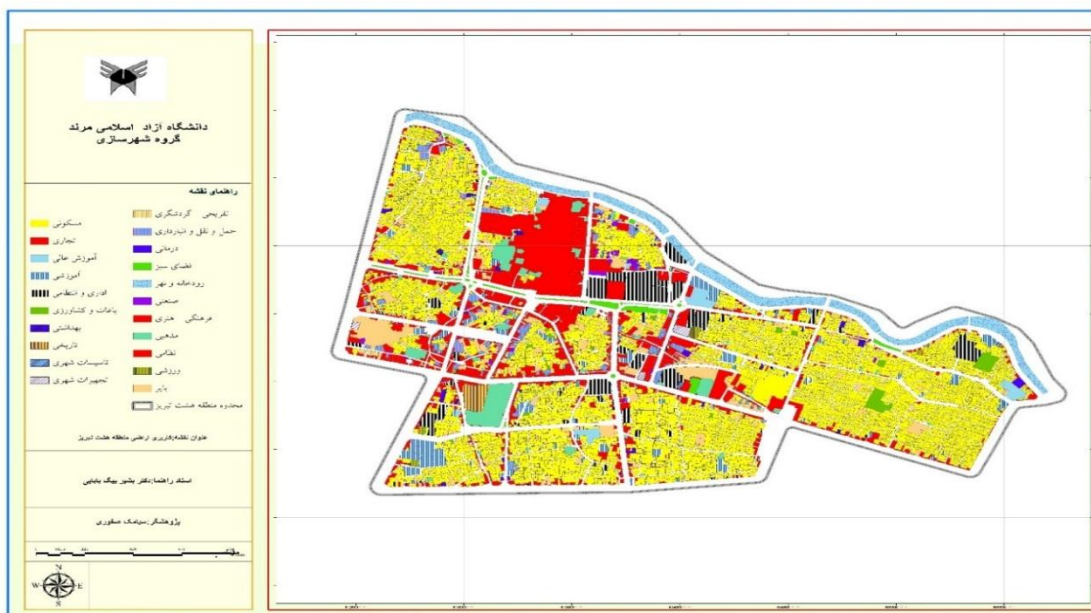 دانشگاه آزاد اسلامی مرند
گروه شهرسازی
راهنمای نقشه
مسکونی
تجاری
آموزش عالی
آموزشی
اداری و انتظامی
باغات و کشاورزی
بهداشتی
تاریخی
تاسیسات شهری
تجهیزات شهری
تفریحی گردشگری
حمل و نقل و انبارداری
درمانی
فضای سبز
رودخانه و نهر
صنعتی
فرهنگی هنری
مذهبی
نظامی
ورزشی
بایر
محدوده منطقه هشت تبریز
عنوان نقشه:کاربری اراضی منطقه هشت تبریز
استاد راهنما:دکتر بشیر بیگ بابایی
پژوهشگر:سیامک صفوری
N
W E
S